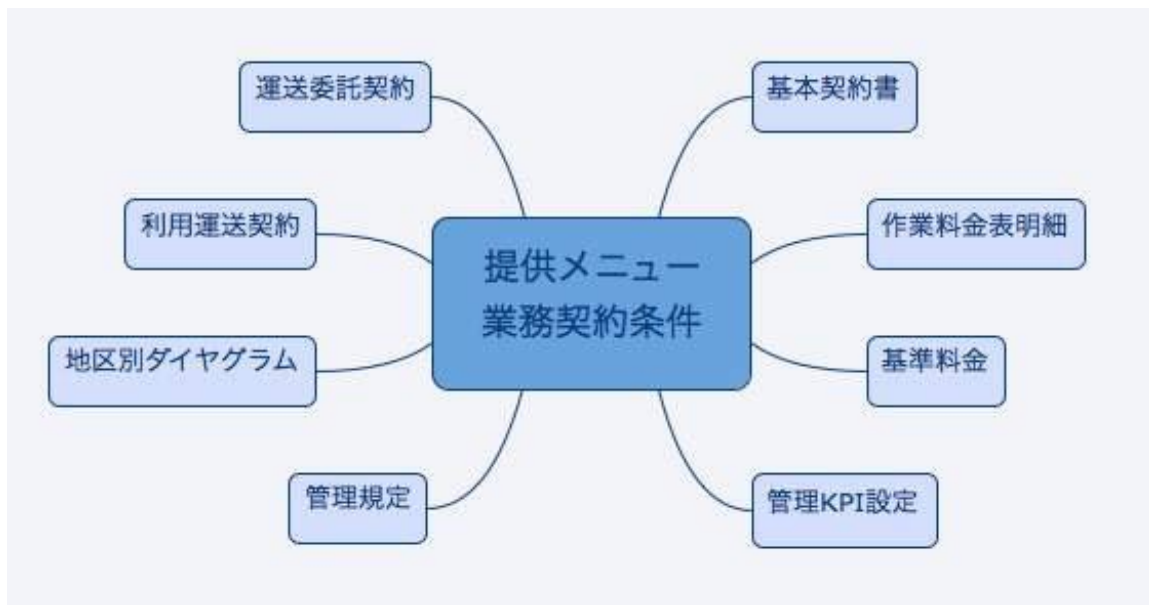 運送委託契約
基本契約書
利用運送契約
作業料金表明細
提供メニュー
業務契約条件
地区別ダイヤグラム
基準料金
管理規定
管理KPI設定